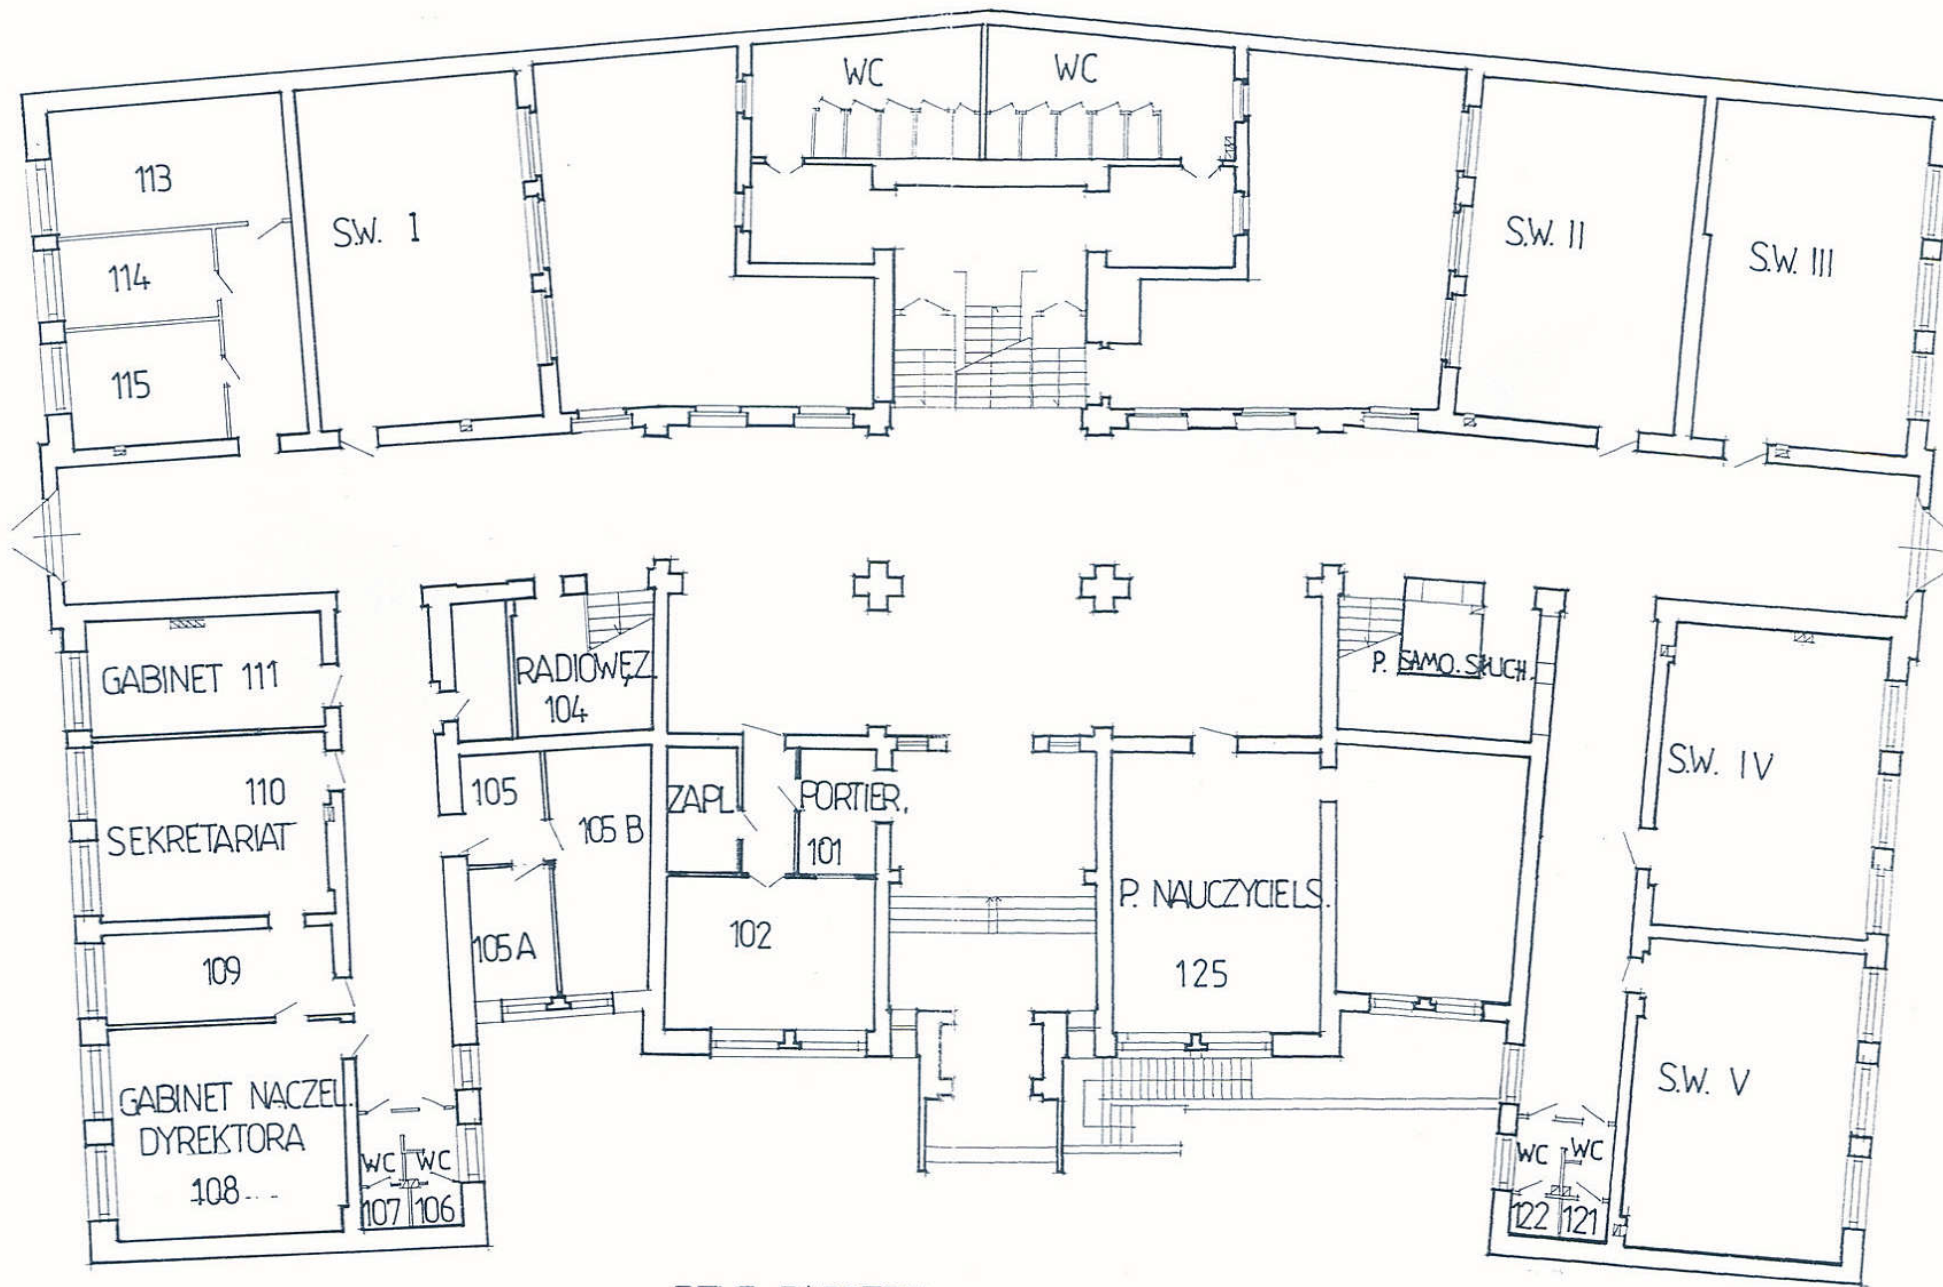 WC
WC
113
S.W. I
S.W. II
S.W. III
114
115
GABINET 111
RADIOWĘZ.
104
P. SAMO. SŁUCH.
110
SEKRETARIAT
105
105 B
ZAPL
PORTIER.
101
S.W. IV
P. NAUCZYCIELS.
125
102
105A
109
GABINET NACZEL.
DYREKTORA
108
S.W. V
WC
WC
107
106
WC
WC
122
121